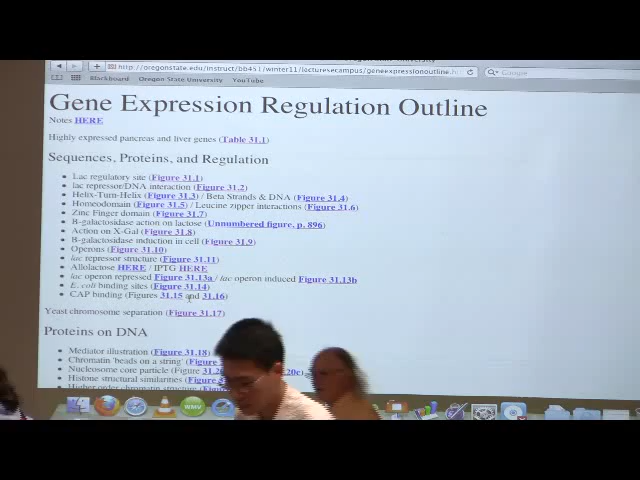 http://oregonstate.edu/instruct/bb451/winter11/lecturesecampus/geneexpressionoutline.h
Google
Blackboard Oregon State University YouTube
Gene Expression Regulation Outline
Notes HERE
Highly expressed pancreas and liver genes (Table 31.1)
Sequences, Proteins, and Regulation
• Lac regulatory site (Figure 31.1)
• lac repressor/DNA interaction (Figure 31.2)
• Helix-Turn-Helix (Figure 31.3) / Beta Strands & DNA (Figure 31.4)
• Homeodomain (Figure 31.5) / Leucine zipper interactions (Figure 31.6)
• Zinc Finger domain (Figure 31.7)
• B-galactosidase action on lactose (Unnumbered figure, p. 896)
• Action on X-Gal (Figure 31.8)
• B-galactosidase induction in cell (Figure 31.9)
• Operons (Figure 31.10)
• lac repressor structure (Figure 31.11)
• Allolactose HERE / IPTG HERE
• lac operon repressed Figure 31.13a / lac operon induced Figure 31.13b
• E. coli binding sites (Figure 31.14)
• CAP binding (Figures 31.15 and 31.16)
Yeast chromosome separation (Figure 31.17)
Proteins on DNA
• Mediator illustration (Figure 31.18)
• Chromatin 'beads on a string' (Figure
• Nucleosome core particle (Figure 31.20c)
• Histone structural similarities (Figure
• Higher order chromatin structure
WMV